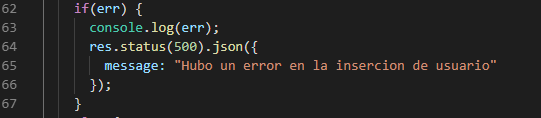 62 if(err) {
63 console.log(err);
64 res.status(500).json({
65 message: "Hubo un error en la insercion de usuario"
66 });
67 }